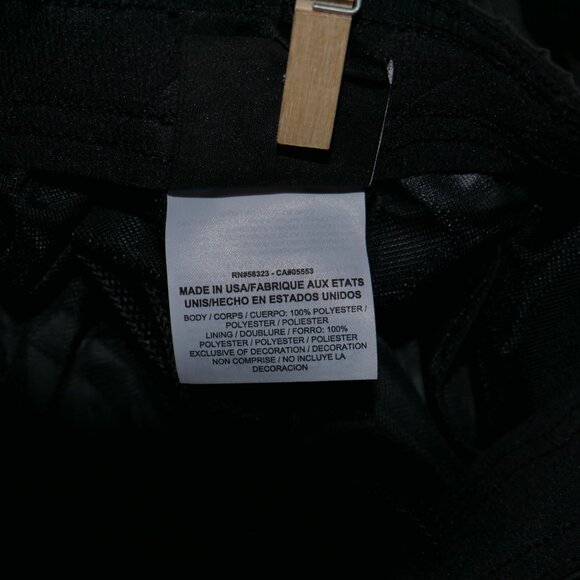 RN#56323 - CA#05553
MADE IN USA/FABRIQUE AUX ETATS
UNIS/HECHO EN ESTADOS UNIDOS
BODY / CORPS / CUERPO: 100% POLYESTER /
POLYESTER / POLIESTER
LINING / DOUBLURE / FORRO: 100%
POLYESTER / POLYESTER / POLIESTER
EXCLUSIVE OF DECORATION / DECORATION
NON COMPRISE / NO INCLUYE LA
DECORACION